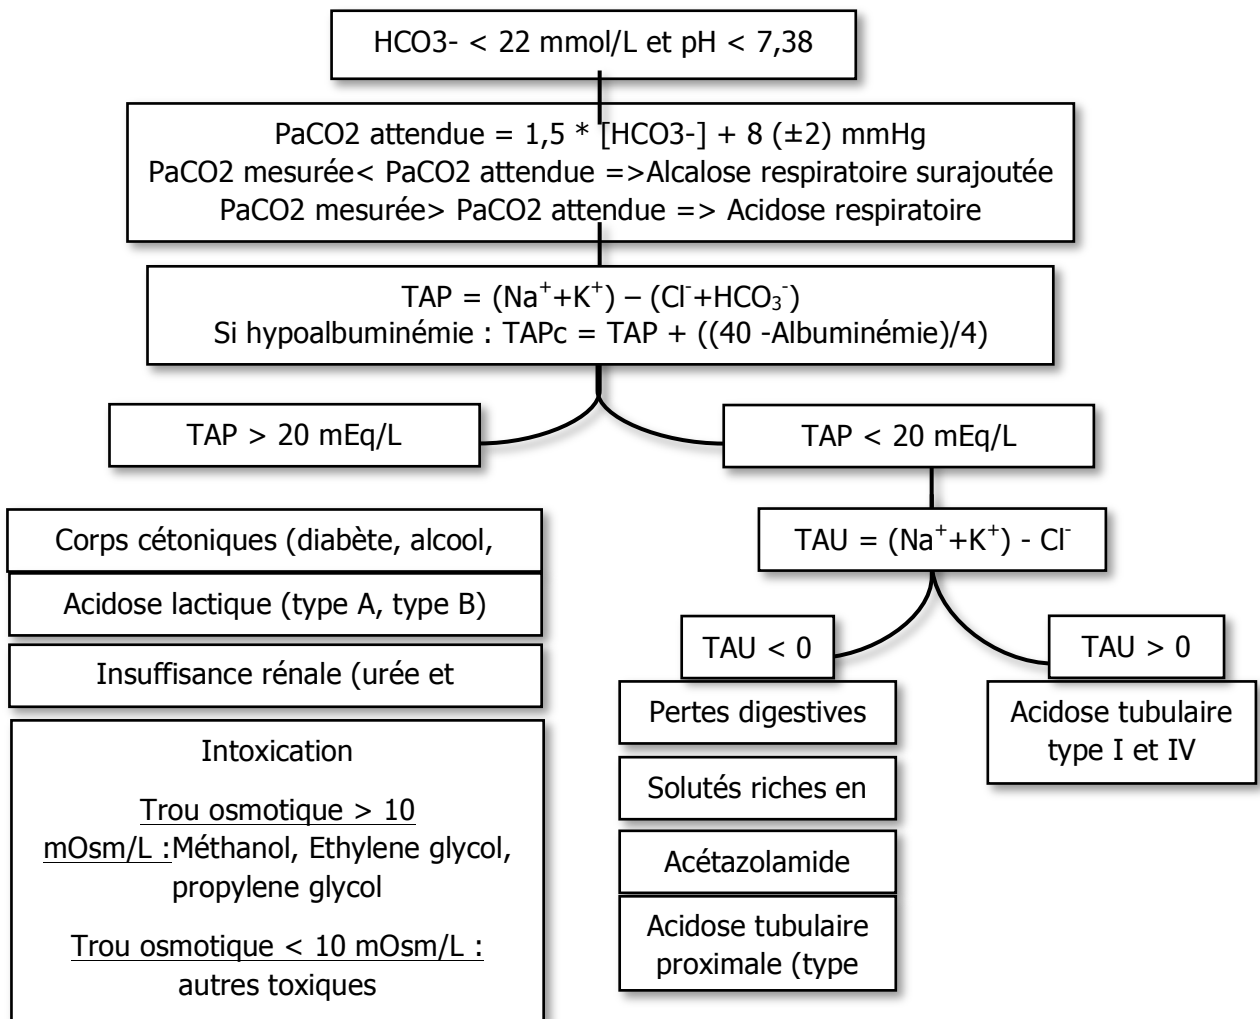 HCO3- < 22 mmol/L et pH < 7,38
PaCO2 attendue = 1,5 * [HCO3-] + 8 (±2) mmHg
PaCO2 mesurée< PaCO2 attendue =>Alcalose respiratoire surajoutée
PaCO2 mesurée> PaCO2 attendue => Acidose respiratoire
TAP = (Na⁺+K⁺) – (Cl⁻+HCO₃⁻)
Si hypoalbuminémie : TAPc = TAP + ((40 -Albuminémie)/4)
TAP > 20 mEq/L
TAP < 20 mEq/L
Corps cétoniques (diabète, alcool,
Acidose lactique (type A, type B)
Insuffisance rénale (urée et
Intoxication
Trou osmotique > 10
mOsm/L :Méthanol, Ethylene glycol,
propylene glycol
Trou osmotique < 10 mOsm/L :
autres toxiques
TAU = (Na⁺+K⁺) - Cl⁻
TAU < 0
Pertes digestives
Solutés riches en
Acétazolamide
Acidose tubulaire
proximale (type
TAU > 0
Acidose tubulaire
type I et IV